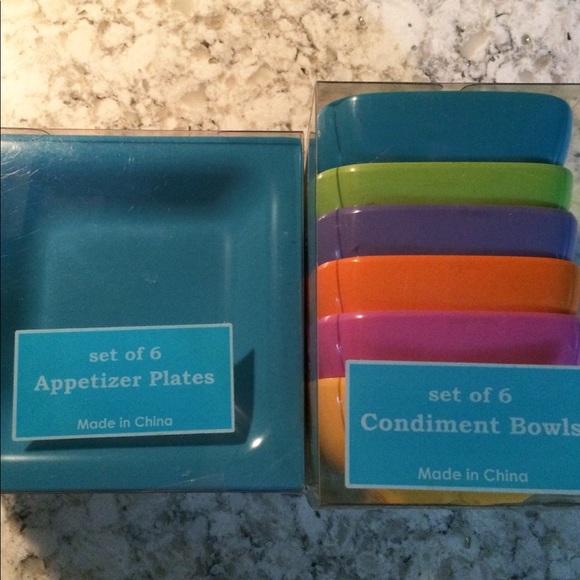 set of 6
Appetizer Plates
Made in China
set of 6
Condiment Bowls
Made in China